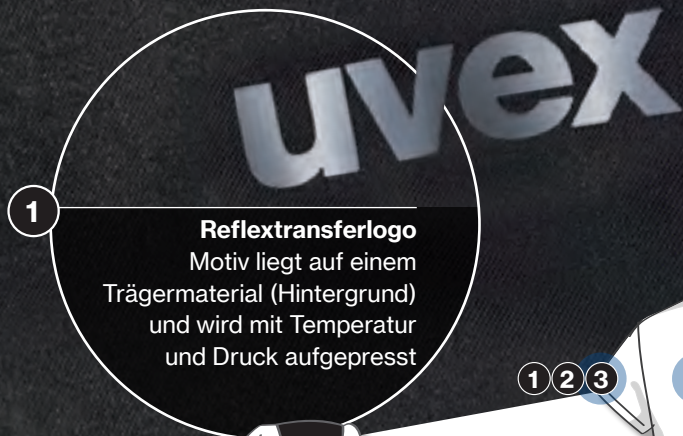 uvex
1
Reflextransferlogo
Motiv liegt auf einem
Trägermaterial (Hintergrund)
und wird mit Temperatur
und Druck aufgepresst
1 2 3